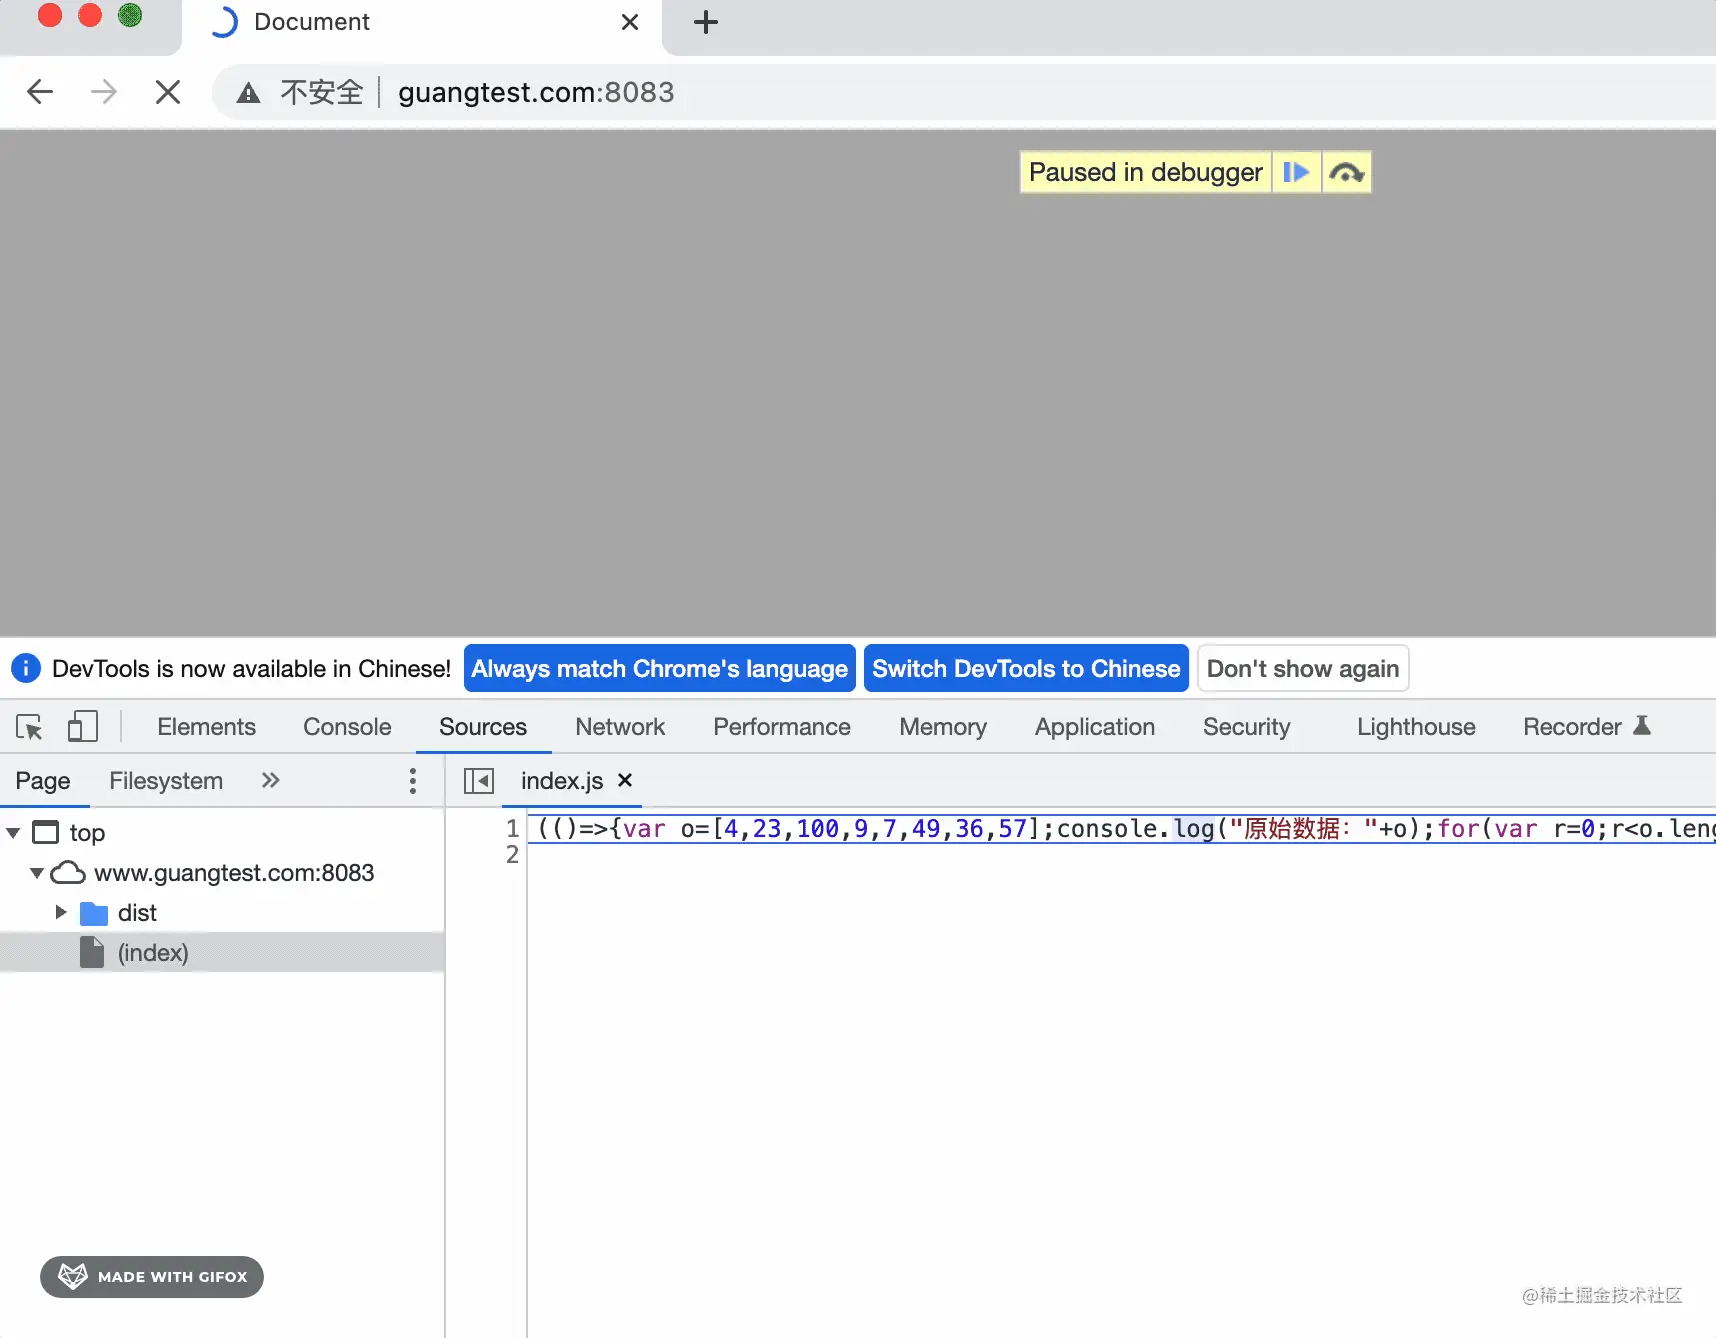 Document
不安全 guangtest.com:8083
Paused in debugger
DevTools is now available in Chinese! Always match Chrome's language Switch DevTools to Chinese Don't show again
Elements Console Sources Network Performance Memory Application Security Lighthouse Recorder
Page Filesystem index.js
top
www.guangtest.com:8083
dist
(index)
1 (()=>{var o=[4,23,100,9,7,49,36,57];console.log("原始数据："+o);for(var r=0;r<o.leng
2
MADE WITH GIFOX
@稀土掘金技术社区